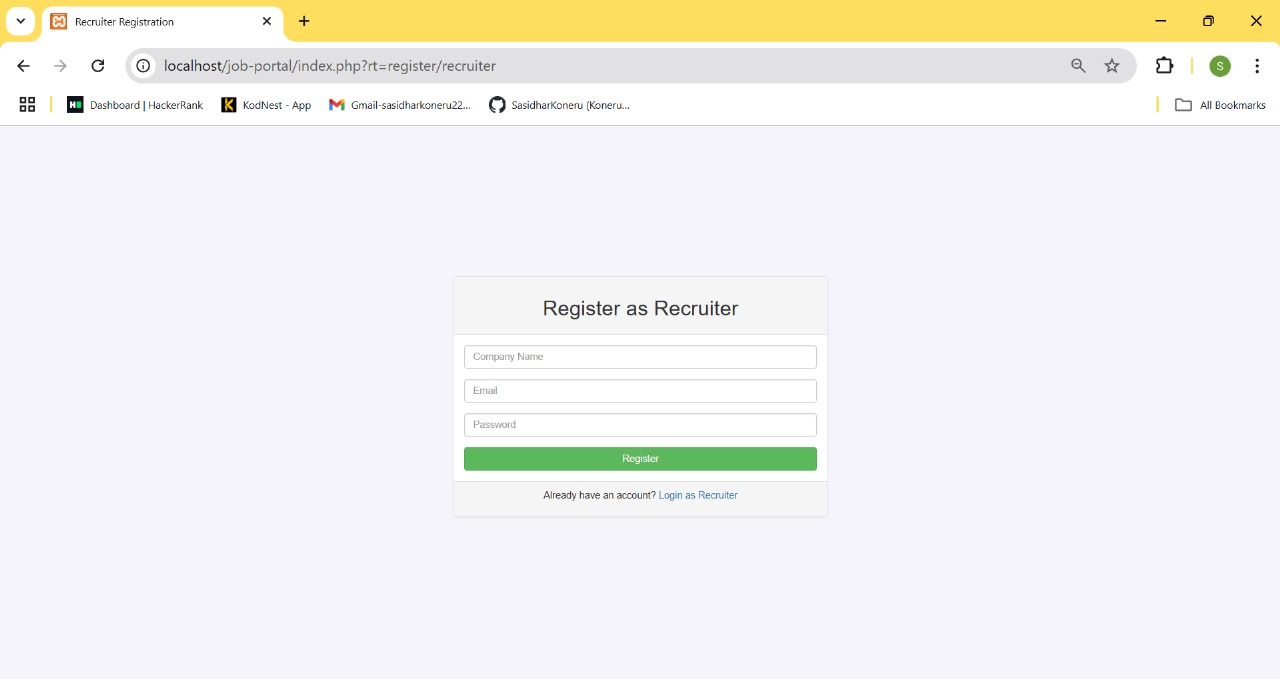 Recruiter Registration
localhost/job-portal/index.php?rt=register/recruiter
S
Dashboard | HackerRank
KodNest - App
Gmail-sasidharkoneru22...
SasidharKoneru (Koneru...
All Bookmarks
Register as Recruiter
Company Name
Email
Password
Register
Already have an account? Login as Recruiter